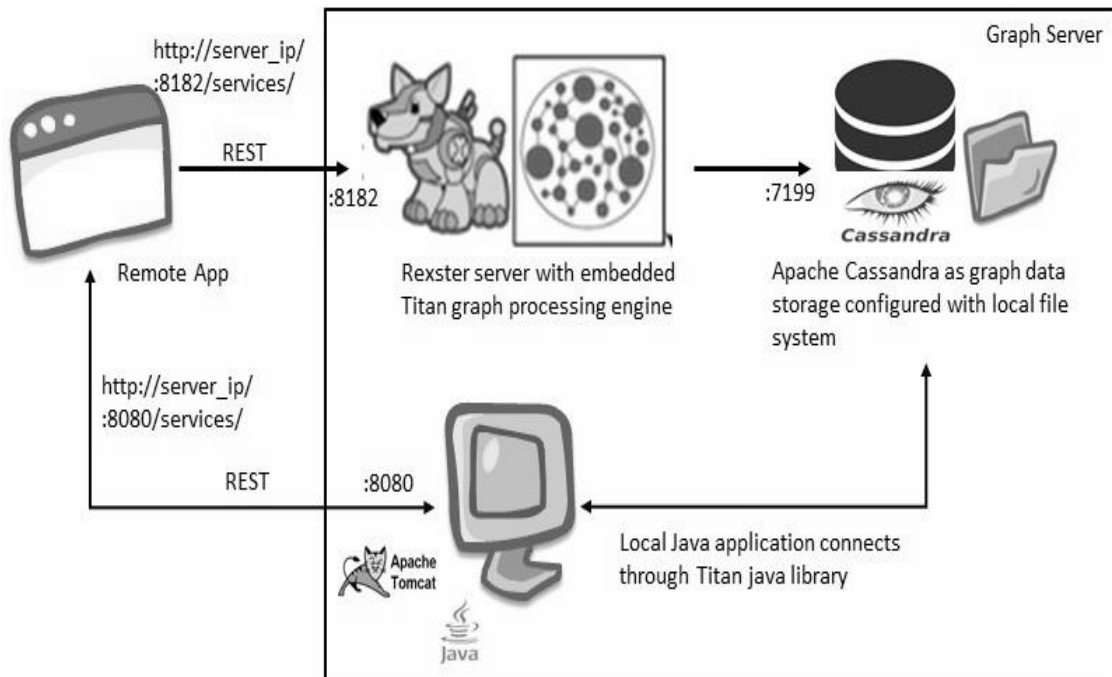 Graph Server
http://server_ip/
:8182/services/
REST
:8182
:7199
Cassandra
Remote App
Rexster server with embedded
Titan graph processing engine
Apache Cassandra as graph data
storage configured with local file
system
http://server_ip/
:8080/services/
REST
:8080
Apache
Tomcat
Java
Local Java application connects
through Titan java library